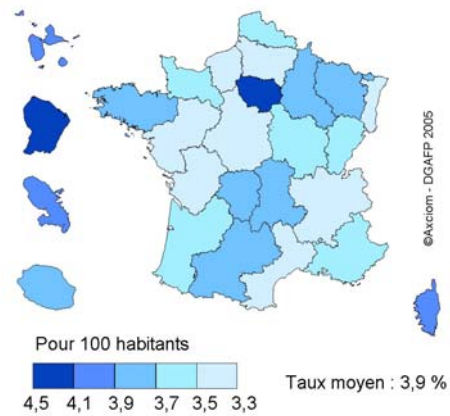 ©Axciom - DGAFP 2005
Pour 100 habitants
4,5 4,1 3,9 3,7 3,5 3,3
Taux moyen : 3,9 %